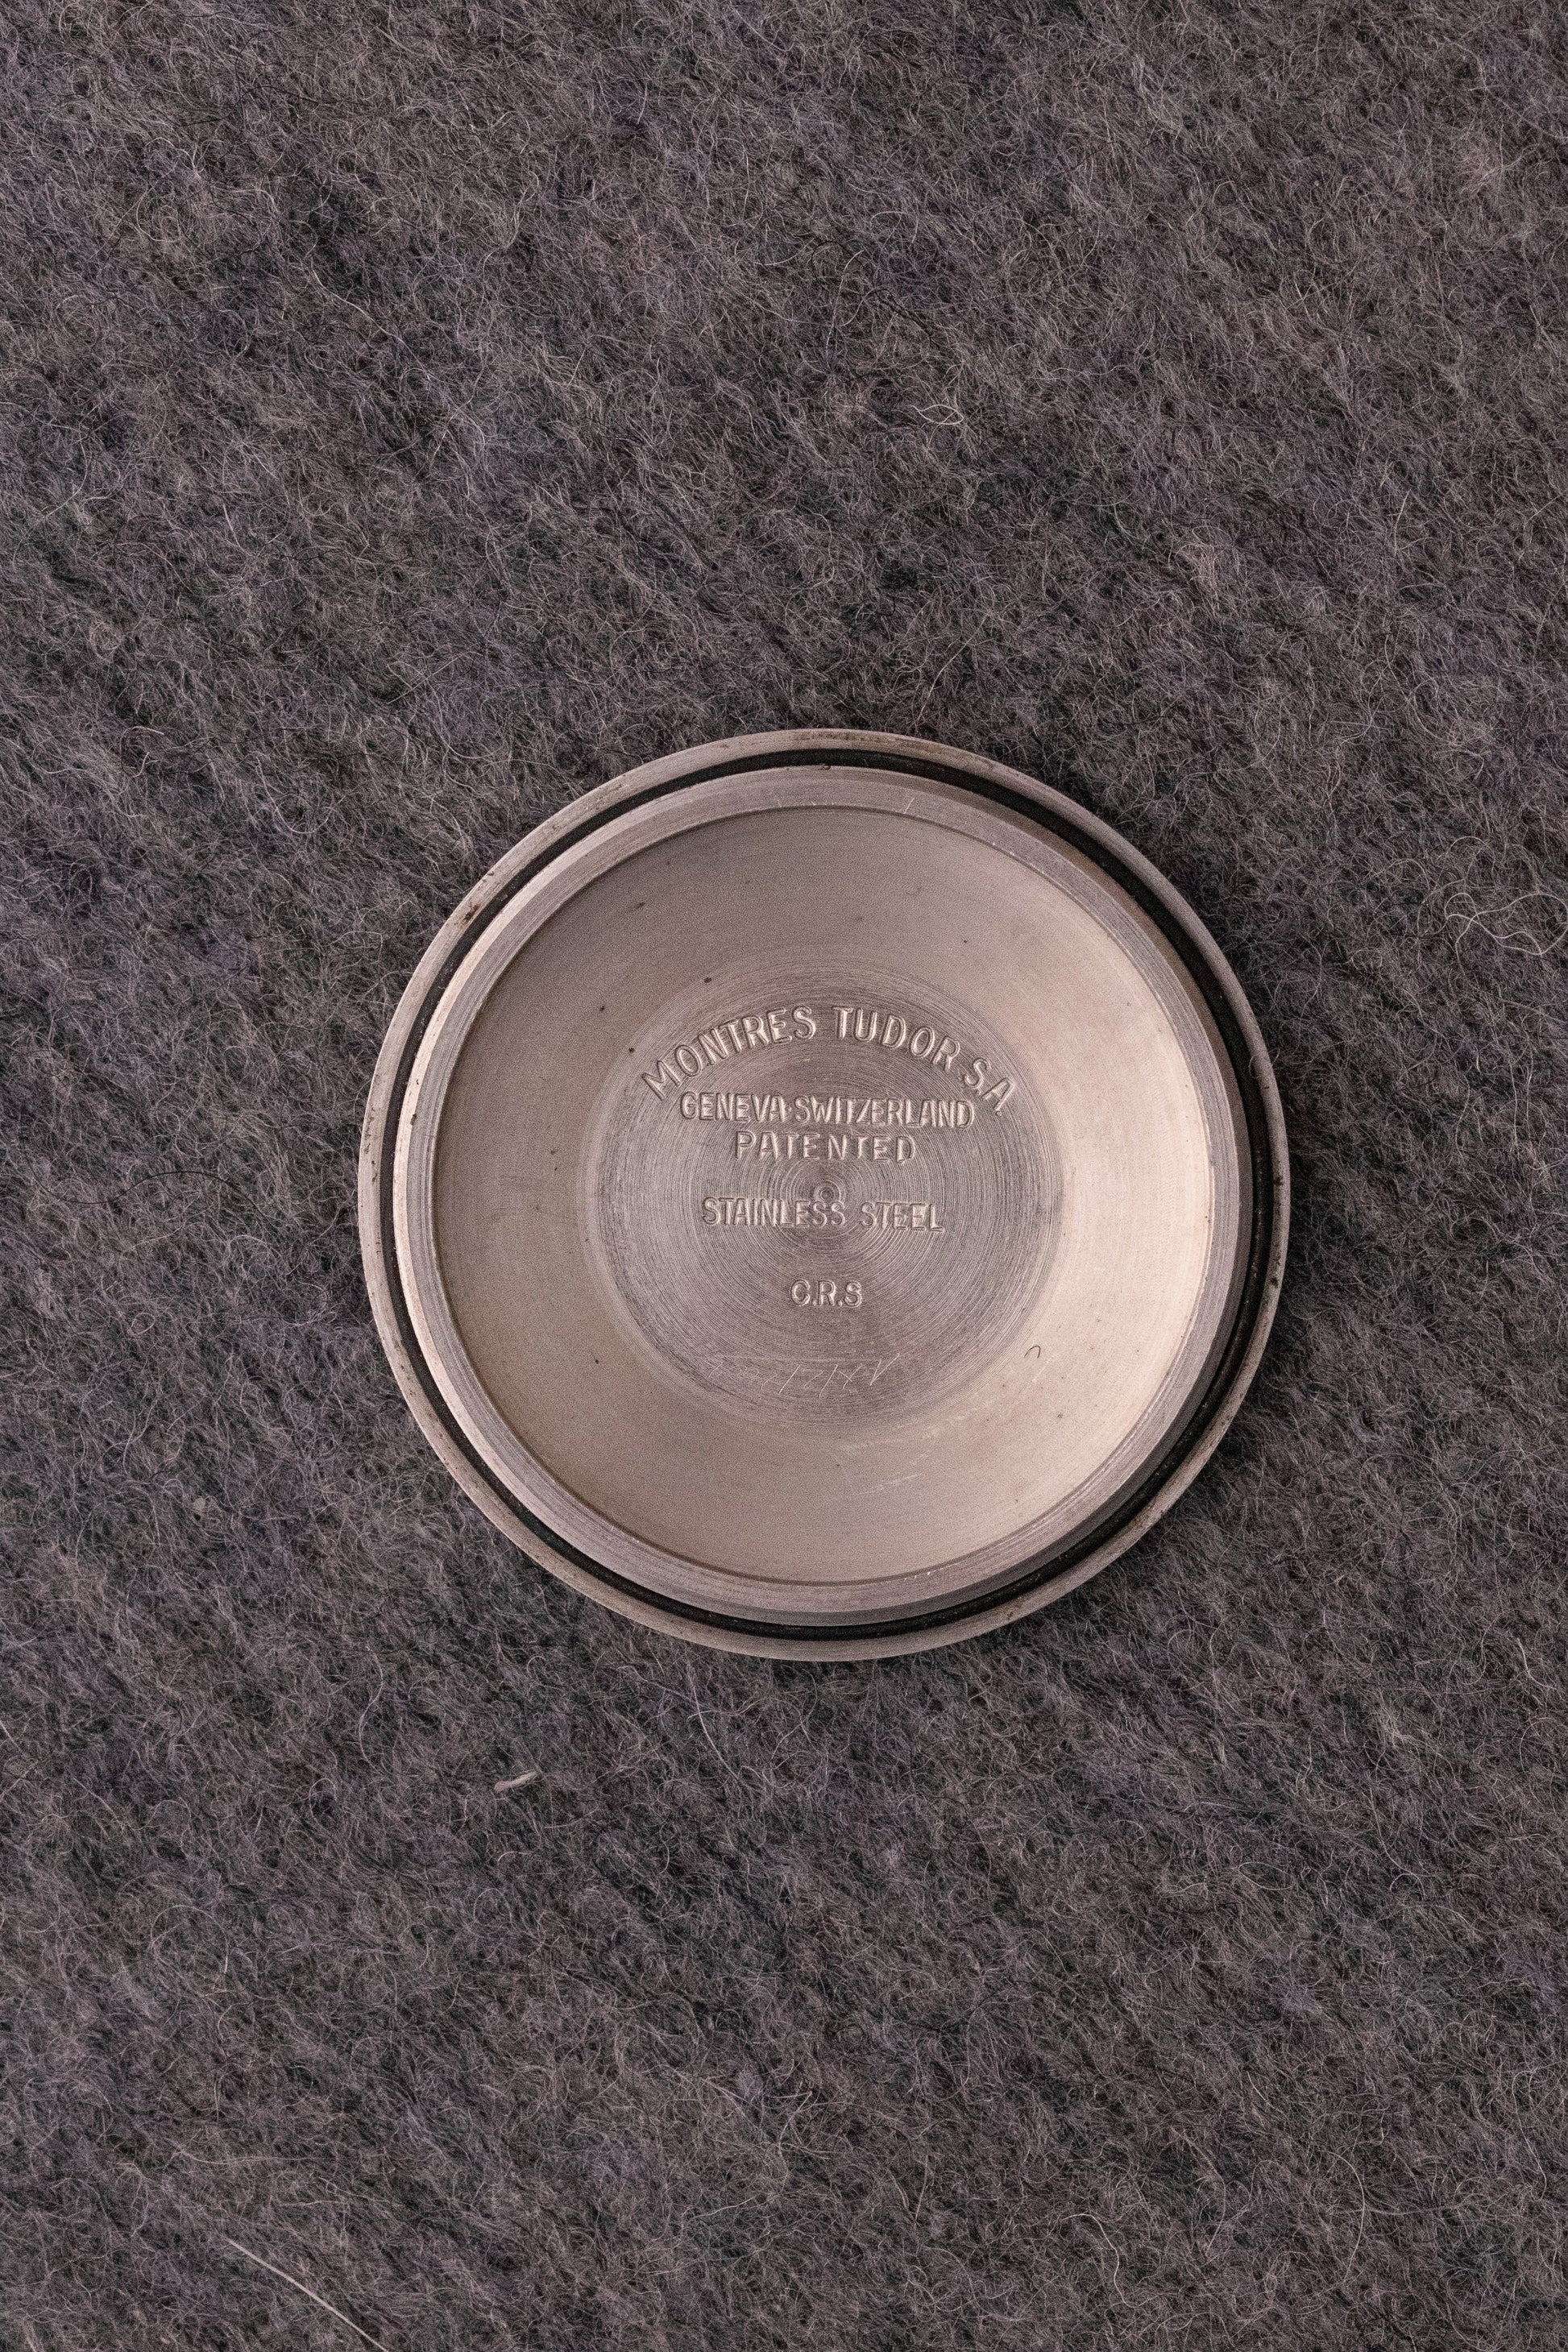 MONTRES TUDOR S.A
GENEVA·SWITZERLAND
PATENTED
STAINLESS STEEL
C.R.S